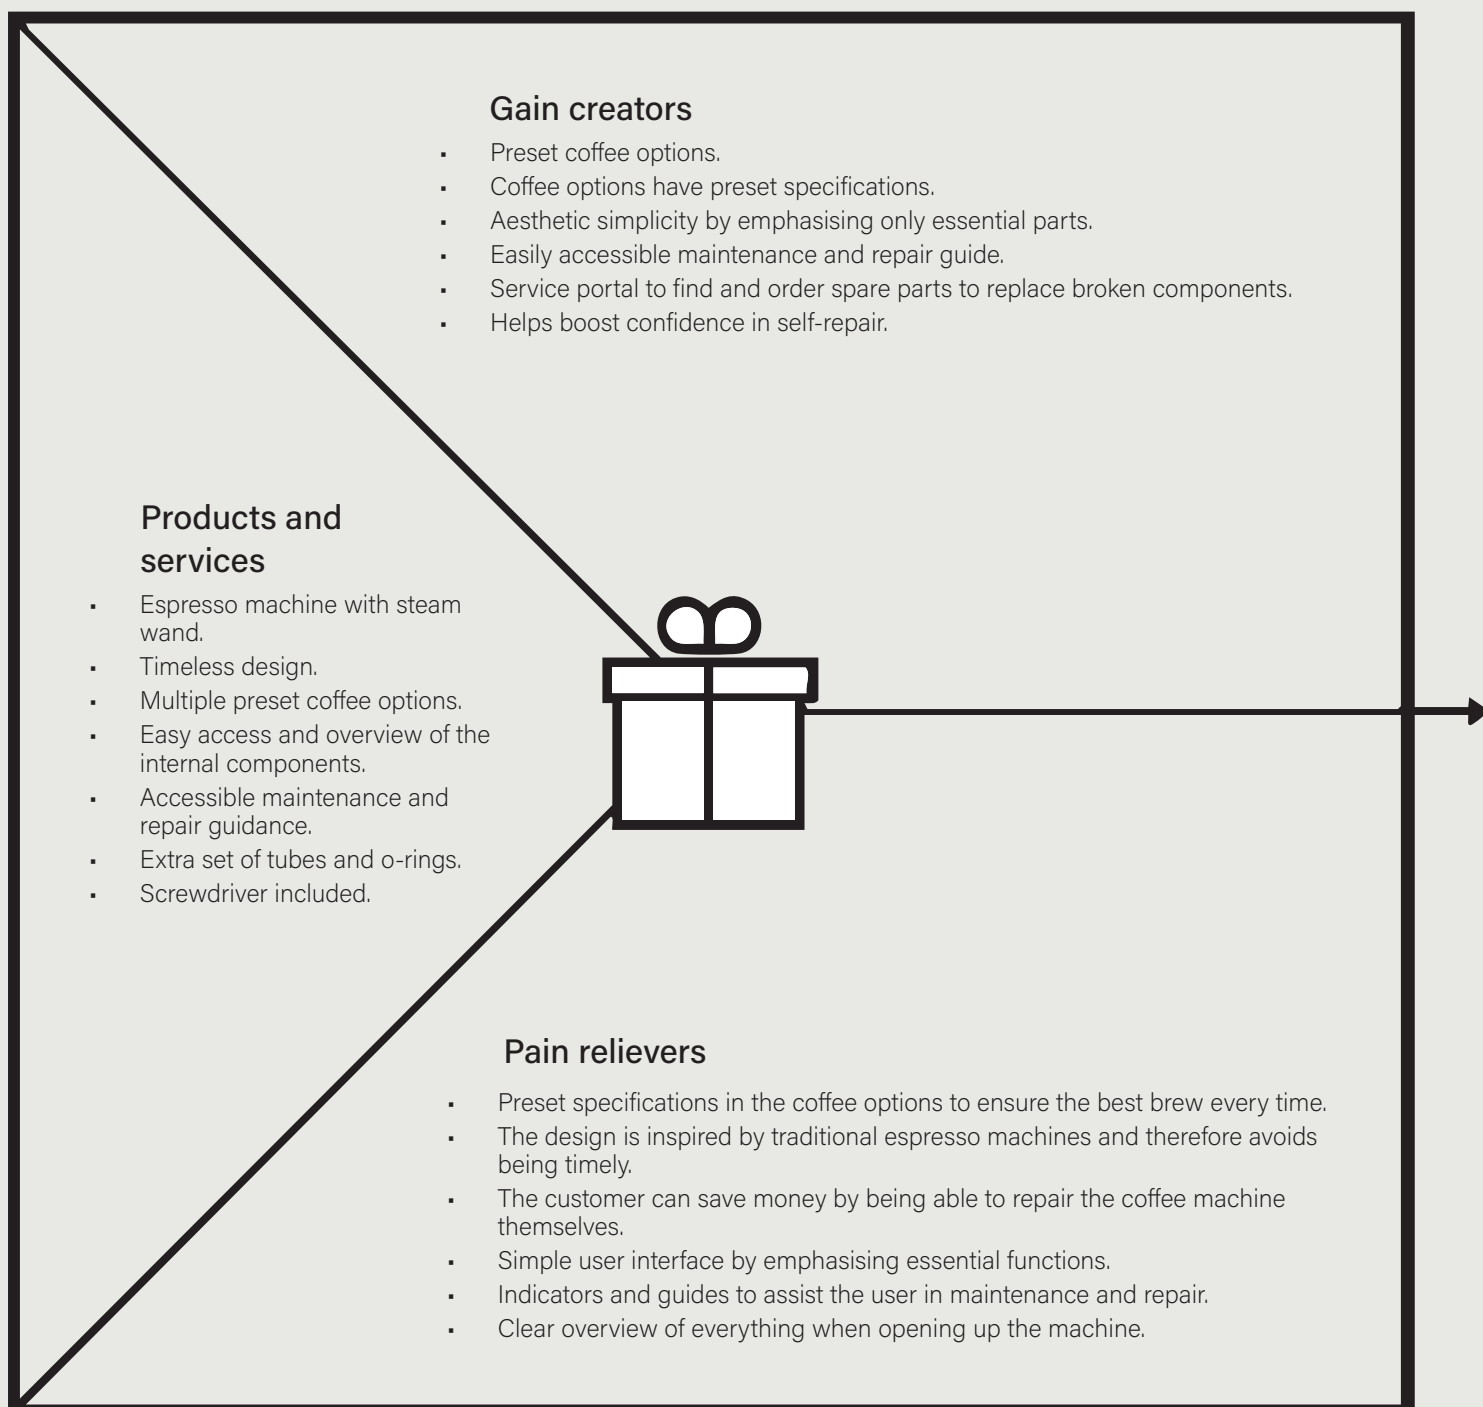 Gain creators
▪ Preset coffee options.
▪ Coffee options have preset specifications.
▪ Aesthetic simplicity by emphasising only essential parts.
▪ Easily accessible maintenance and repair guide.
▪ Service portal to find and order spare parts to replace broken components.
▪ Helps boost confidence in self-repair.
Products and
services
▪ Espresso machine with steam
wand.
▪ Timeless design.
▪ Multiple preset coffee options.
▪ Easy access and overview of the
internal components.
▪ Accessible maintenance and
repair guidance.
▪ Extra set of tubes and o-rings.
▪ Screwdriver included.
Pain relievers
▪ Preset specifications in the coffee options to ensure the best brew every time.
▪ The design is inspired by traditional espresso machines and therefore avoids
being timely.
▪ The customer can save money by being able to repair the coffee machine
themselves.
▪ Simple user interface by emphasising essential functions.
▪ Indicators and guides to assist the user in maintenance and repair.
▪ Clear overview of everything when opening up the machine.